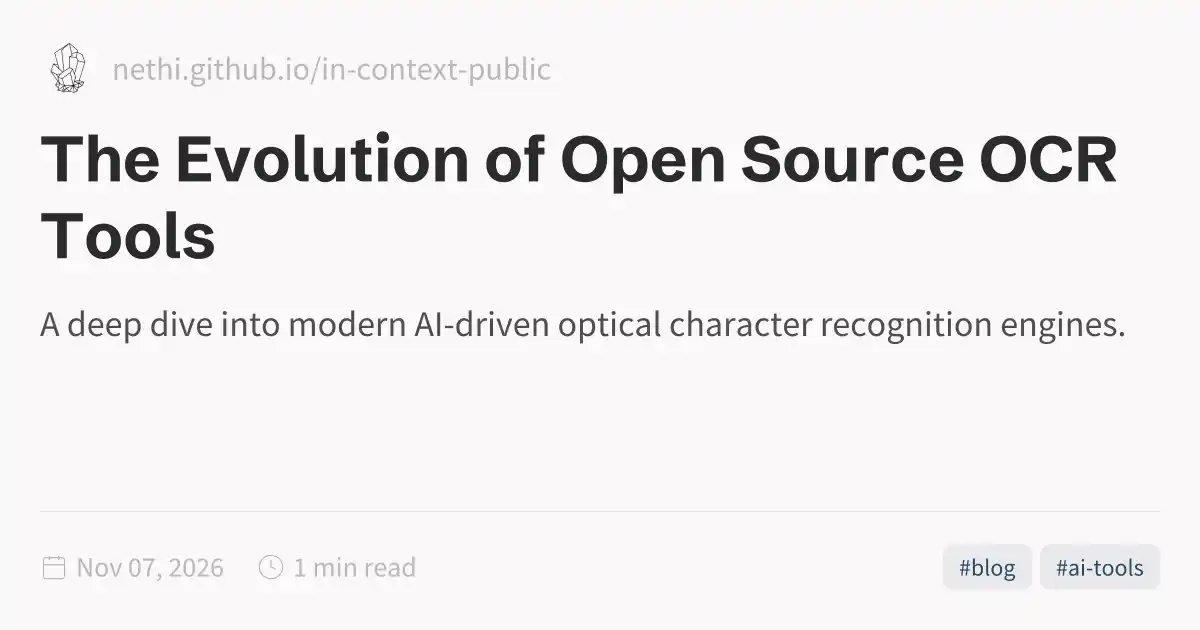 nethi.github.io/in-context-public
The Evolution of Open Source OCR
Tools
A deep dive into modern AI-driven optical character recognition engines.
Nov 07, 2026
1 min read
#blog
#ai-tools